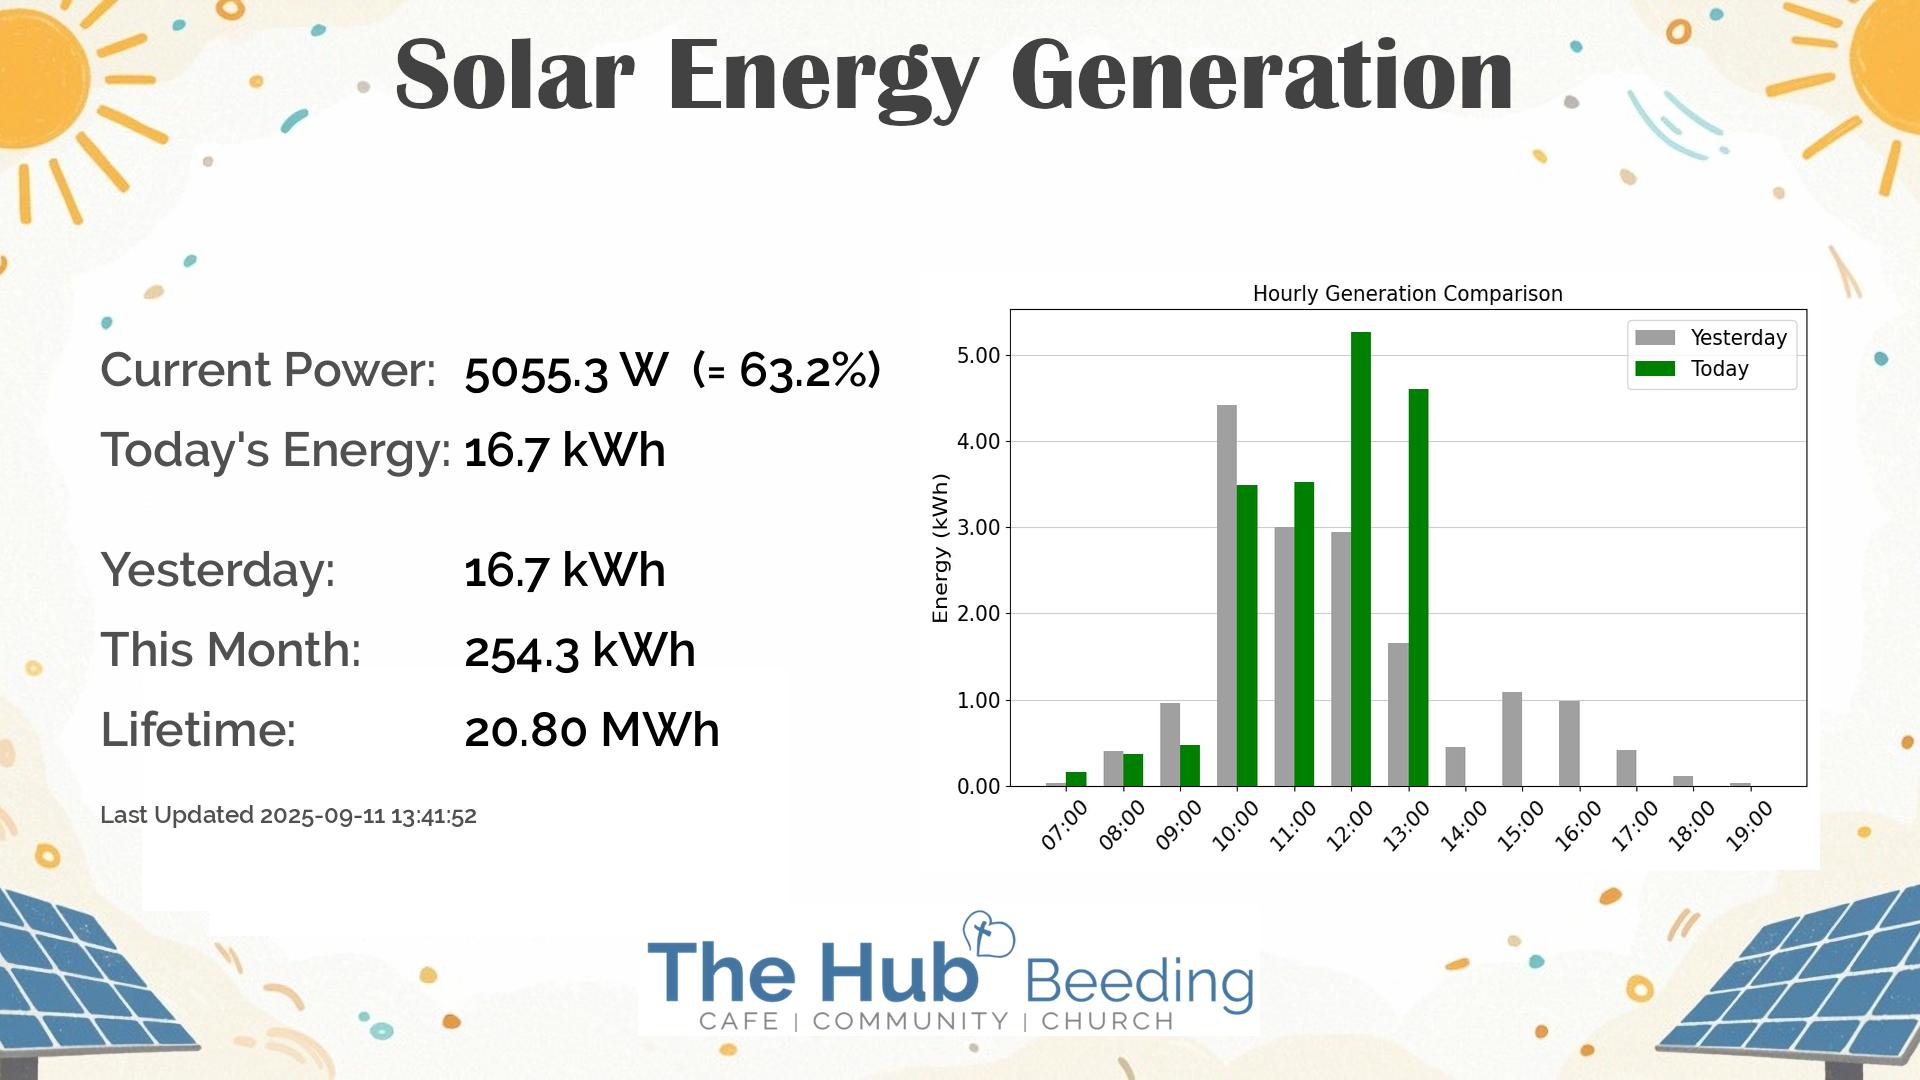 Solar Energy Generation
Current Power: 5055.3 W (= 63.2%)
Today's Energy: 16.7 kWh
Yesterday: 16.7 kWh
This Month: 254.3 kWh
Lifetime: 20.80 MWh
Last Updated 2025-09-11 13:41:52
Hourly Generation Comparison
Yesterday
Today
Energy (kWh)
5.00
4.00
3.00
2.00
1.00
0.00
07:00 08:00 09:00 10:00 11:00 12:00 13:00 14:00 15:00 16:00 17:00 18:00 19:00
The Hub Beeding
CAFE | COMMUNITY | CHURCH